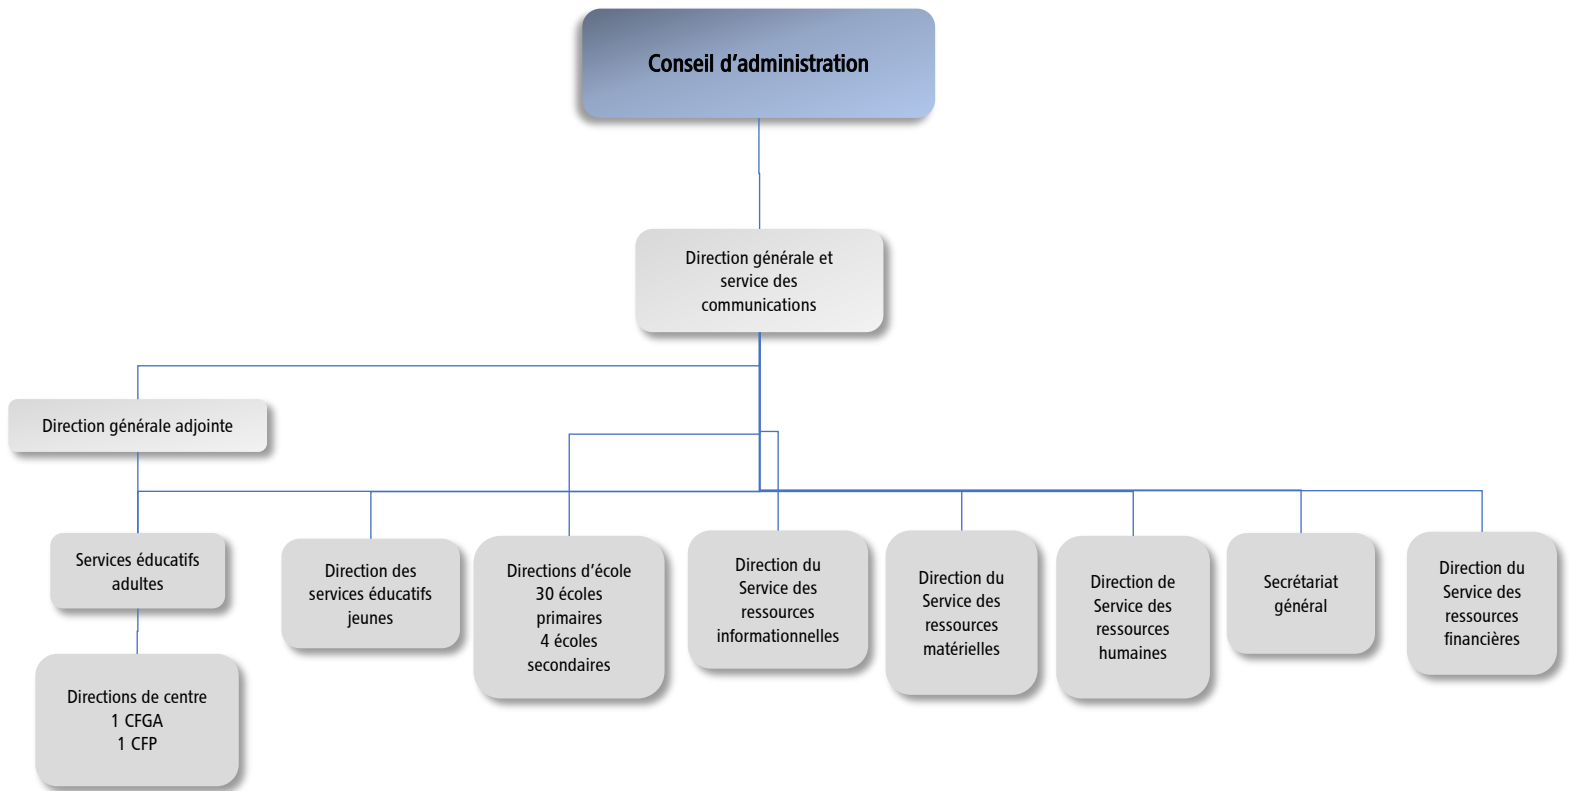 Conseil d'administration
Direction générale et
service des
communications
Direction générale adjointe
Services éducatifs
adultes
Direction des
services éducatifs
jeunes
Directions d'école
30 écoles
primaires
4 écoles
secondaires
Direction du
Service des
ressources
informationnelles
Direction du
Service des
ressources
matérielles
Direction de
Service des
ressources
humaines
Secrétariat
général
Direction du
Service des
ressources
financières
Directions de centre
1 CFGA
1 CFP